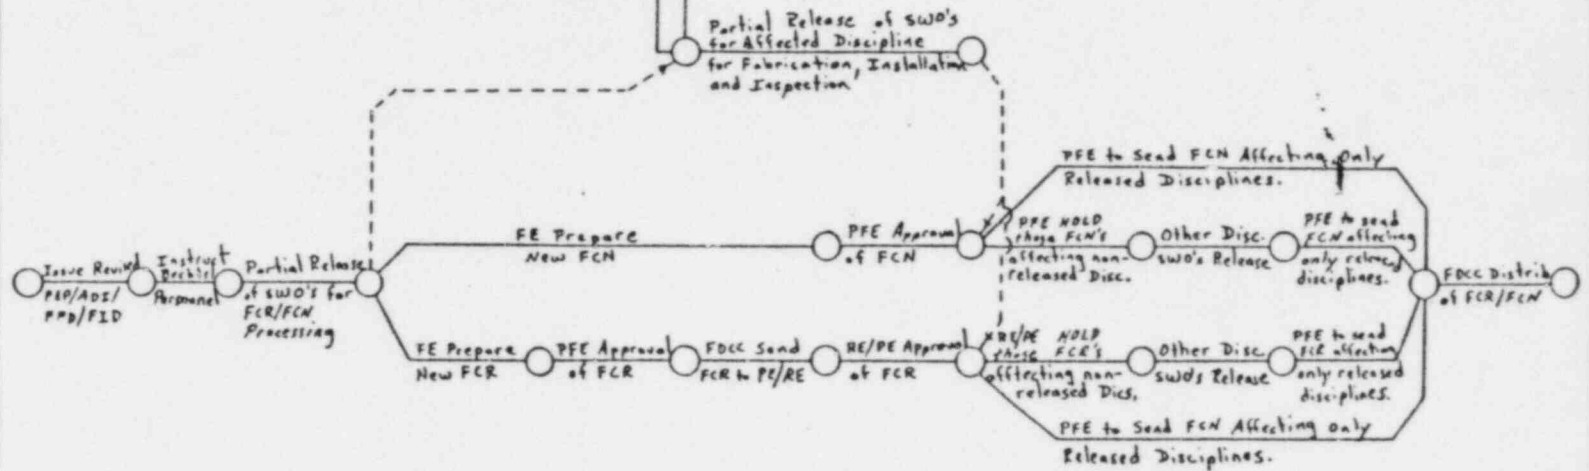 Partial Release of SWO's
for Affected Discipline
for Fabrication, Installation
and Inspection
PFE to Send FCN Affecting Only
Released Disciplines.
FE Prepare
New FCN
PFE Approval
of FCN
PFE HOLD
those FCN's
affecting non-
released Disc.
Other Disc.
SWO's Release
PFE to send
FCN affecting
only released
disciplines.
Issue Revised
/ADI/
/FID
Instruct
Personnel
Partial Release
of SWO's for
FCR/FCN
Processing
FDCC Distrib
of FCR/FCN
FE Prepare
New FCR
PFE Approval
of FCR
FDCC Send
FCR to PE/RE
RE/PE Approval
of FCR
RE/PE HOLD
those FCR's
afftecting non-
released Dics.
Other Disc
SWO's Release
PFE to send
FCR affecting
only released
disciplines.
PFE to Send FCN Affecting Only
Released Disciplines.